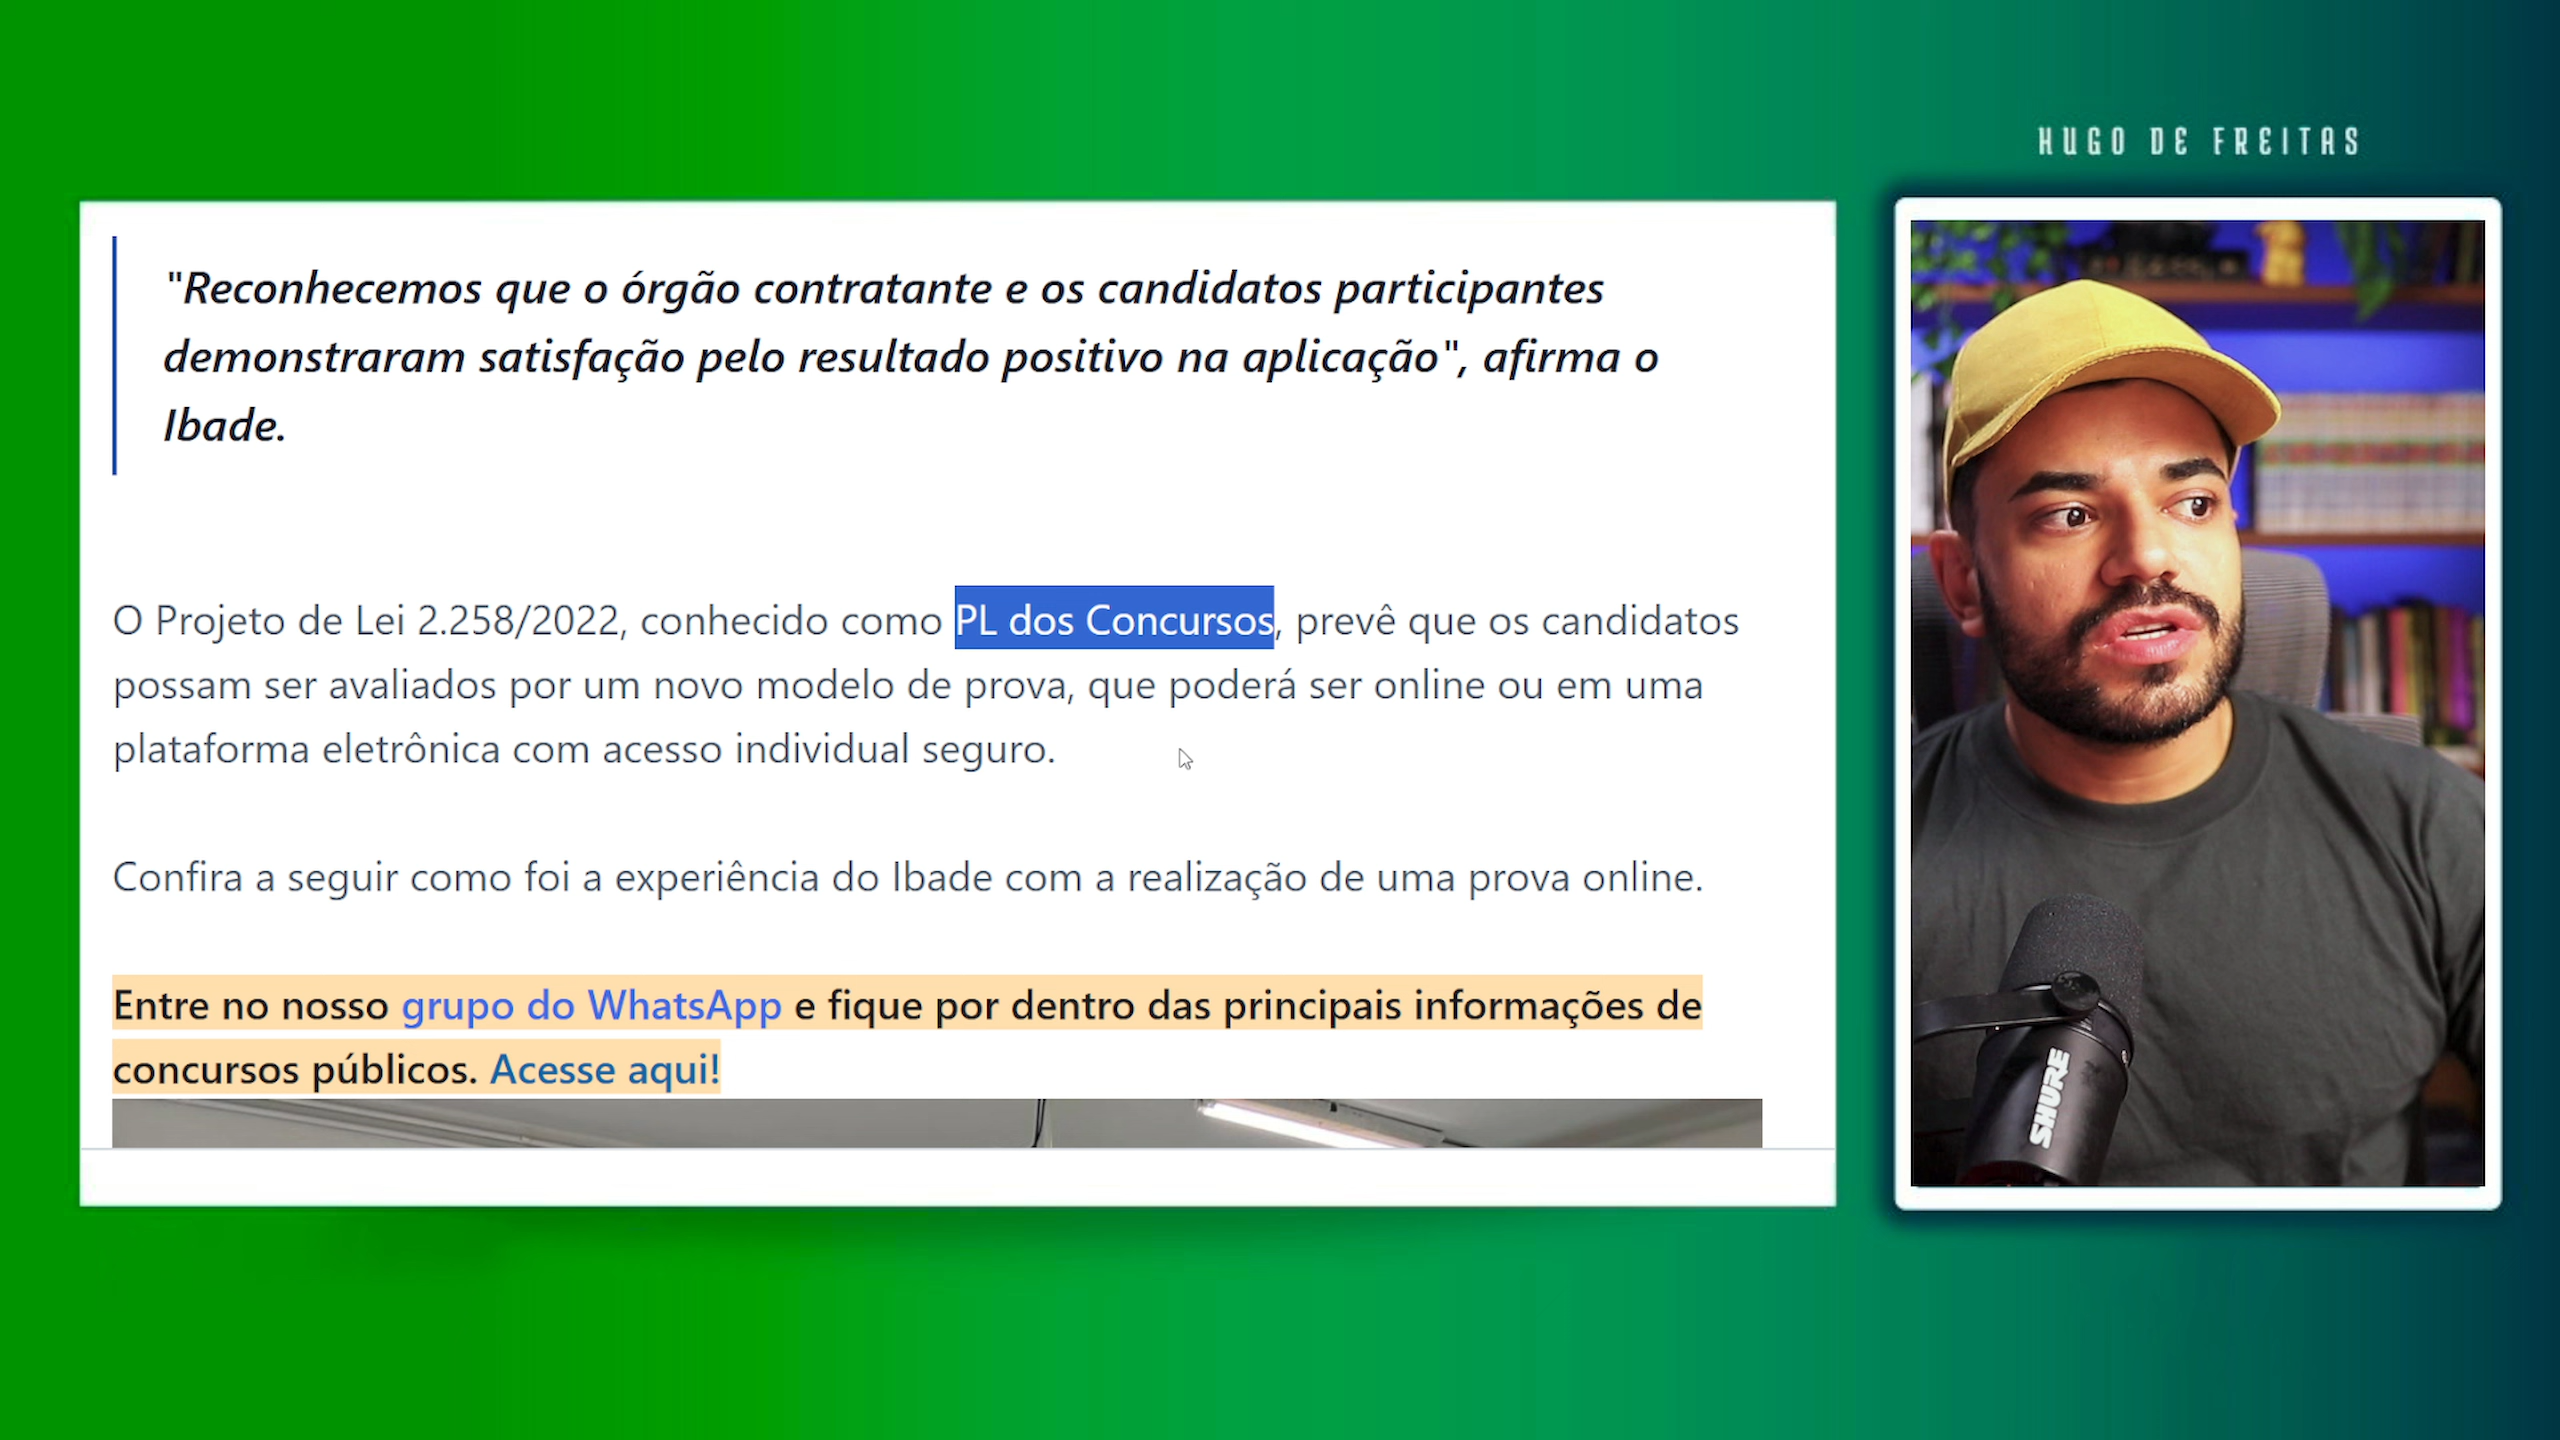 HUGO DE FREITAS
"Reconhecemos que o órgão contratante e os candidatos participantes
demonstraram satisfação pelo resultado positivo na aplicação", afirma o
Ibade.
O Projeto de Lei 2.258/2022, conhecido como PL dos Concursos, prevê que os candidatos
possam ser avaliados por um novo modelo de prova, que poderá ser online ou em uma
plataforma eletrônica com acesso individual seguro.
Confira a seguir como foi a experiência do Ibade com a realização de uma prova online.
Entre no nosso grupo do WhatsApp e fique por dentro das principais informações de
concursos públicos. Acesse aqui!
SHURE